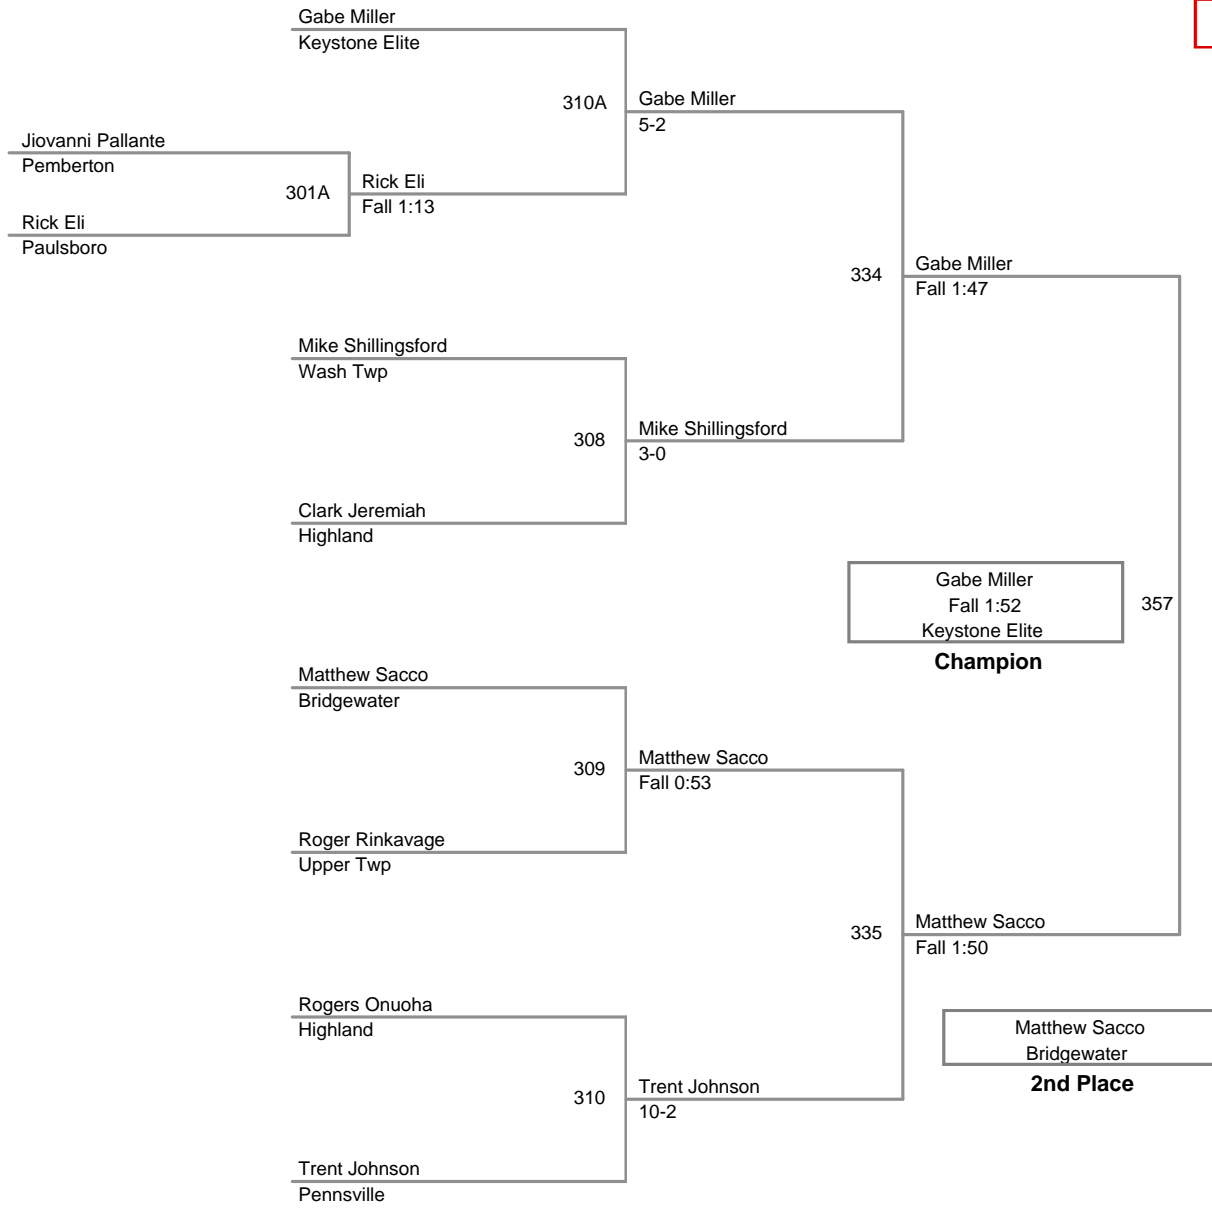 Gabe Miller
Keystone Elite
310A
Gabe Miller
5-2
Jiovanni Pallante
Pemberton
301A
Rick Eli
Fall 1:13
Rick Eli
Paulsboro
334
Gabe Miller
Fall 1:47
Mike Shillingsford
Wash Twp
308
Mike Shillingsford
3-0
Clark Jeremiah
Highland
Gabe Miller
Fall 1:52
Keystone Elite
Champion
357
Matthew Sacco
Bridgewater
309
Matthew Sacco
Fall 0:53
Roger Rinkavage
Upper Twp
335
Matthew Sacco
Fall 1:50
Rogers Onuoha
Highland
Matthew Sacco
Bridgewater
2nd Place
310
Trent Johnson
10-2
Trent Johnson
Pennsville